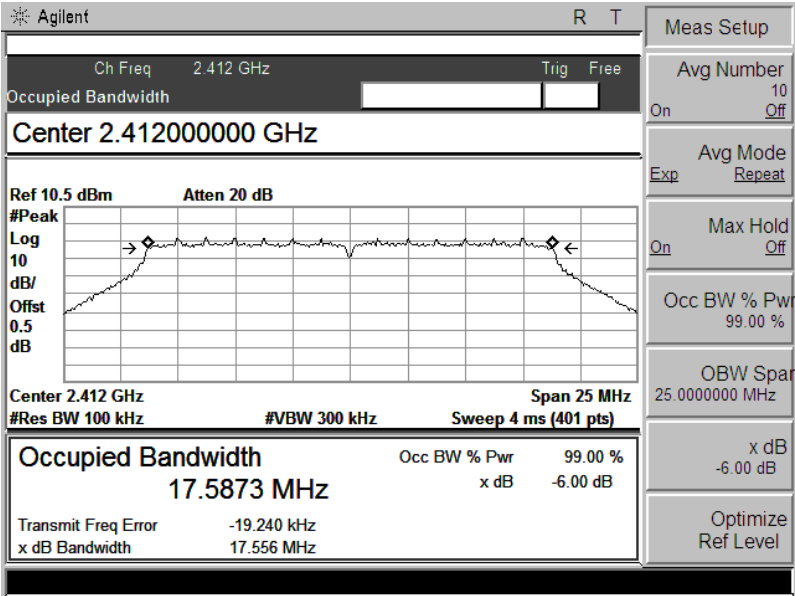 Agilent R T
Ch Freq 2.412 GHz Trig Free
Occupied Bandwidth
Center 2.412000000 GHz
Ref 10.5 dBm Atten 20 dB
#Peak
Log
10
dB/
Offst
0.5
dB
Center 2.412 GHz Span 25 MHz
#Res BW 100 kHz #VBW 300 kHz Sweep 4 ms (401 pts)
Occupied Bandwidth Occ BW % Pwr 99.00 %
17.5873 MHz x dB -6.00 dB
Transmit Freq Error -19.240 kHz
x dB Bandwidth 17.556 MHz
Meas Setup
Avg Number
10
On Off
Avg Mode
Exp Repeat
Max Hold
On Off
Occ BW % Pwr
99.00 %
OBW Span
25.0000000 MHz
x dB
-6.00 dB
Optimize
Ref Level